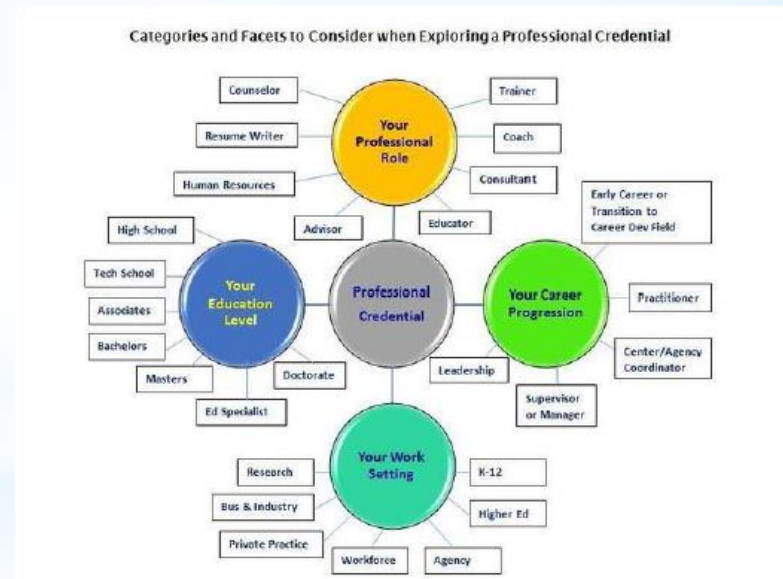 Categories and Facets to Consider when Exploring a Professional Credential
Counselor
Resume Writer
Human Resources
Advisor
Your
Professional
Role
Trainer
Coach
Consultant
Educator
High School
Tech School
Associates
Bachelors
Masters
Ed Specialist
Doctorate
Your
Education
Level
Professional
Credential
Your Career
Progression
Early Career or
Transition to
Career Dev Field
Practitioner
Center/Agency
Coordinator
Supervisor
or Manager
Leadership
Your Work
Setting
Research
Bus & Industry
Private Practice
Workforce
Agency
Higher Ed
K-12